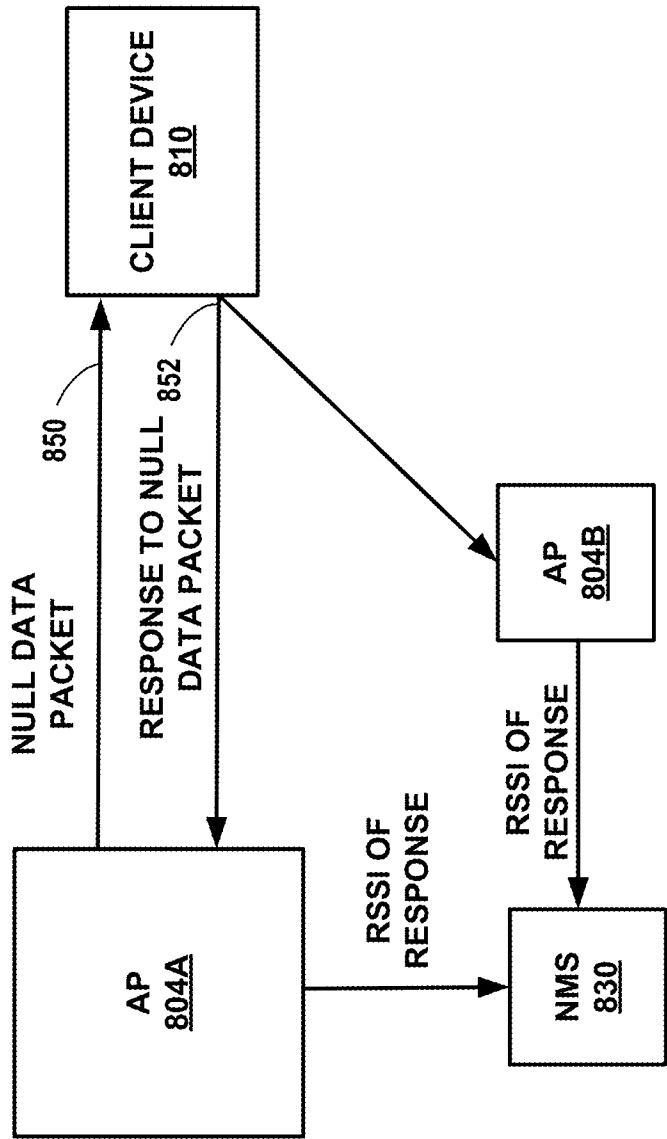 NULL DATA
PACKET
850
CLIENT DEVICE
810
852
RESPONSE TO NULL
DATA PACKET
AP
804A
RSSI OF
RESPONSE
AP
804B
RSSI OF
RESPONSE
NMS
830